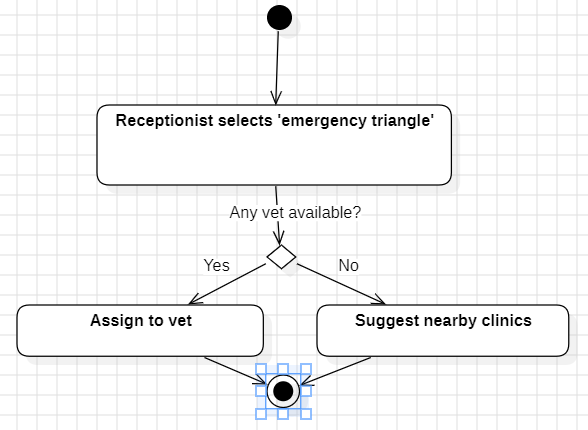 Receptionist selects 'emergency triangle'
Any vet available?
Yes
No
Assign to vet
Suggest nearby clinics